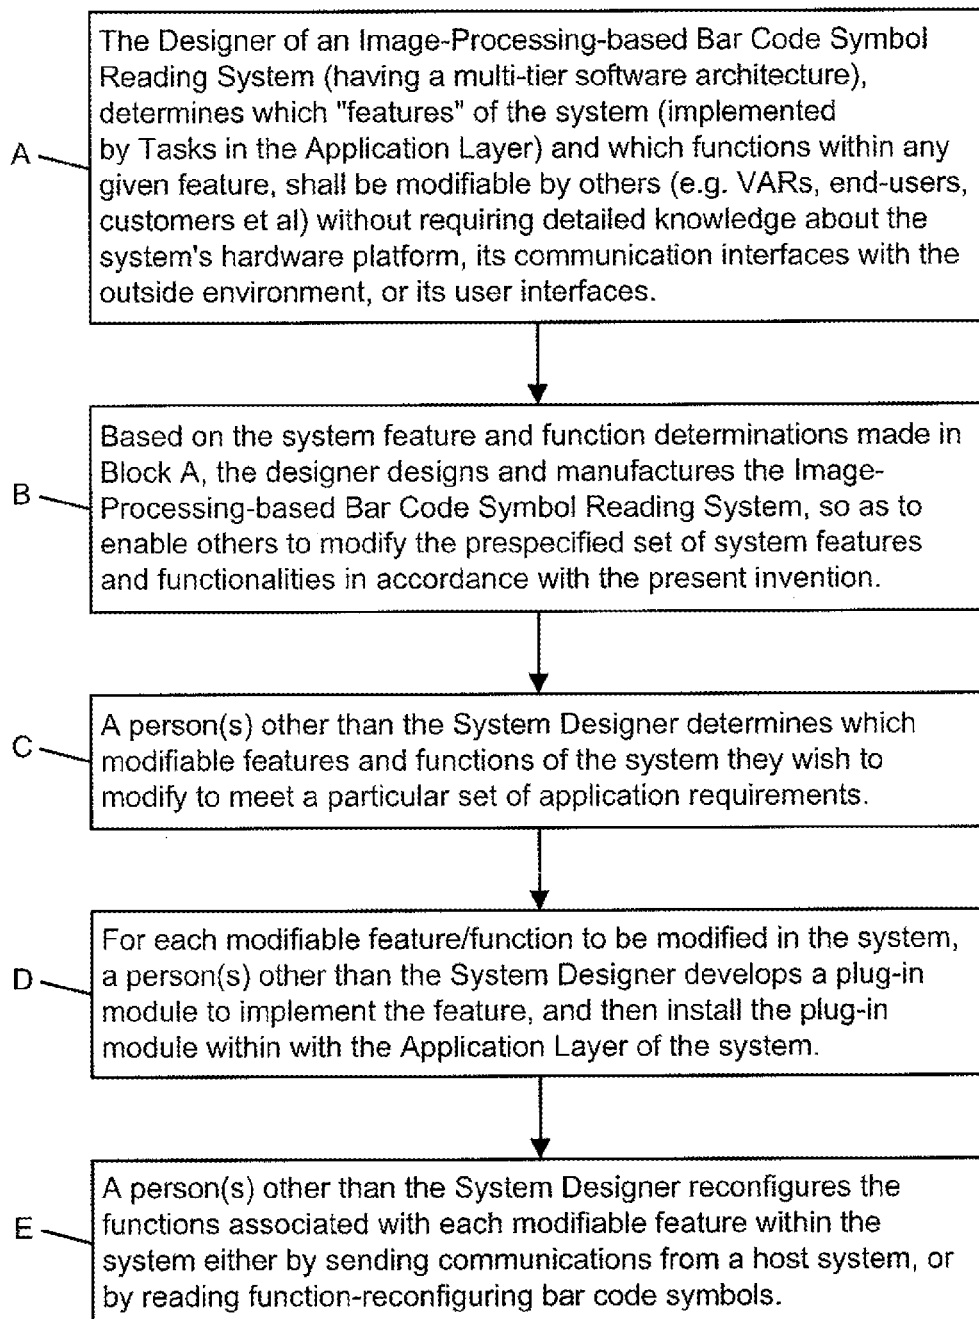 The Designer of an Image-Processing-based Bar Code Symbol
Reading System (having a multi-tier software architecture),
determines which "features" of the system (implemented
by Tasks in the Application Layer) and which functions within any
given feature, shall be modifiable by others (e.g. VARs, end-users,
customers et al) without requiring detailed knowledge about the
system's hardware platform, its communication interfaces with the
outside environment, or its user interfaces.
A
Based on the system feature and function determinations made in
Block A, the designer designs and manufactures the Image-
Processing-based Bar Code Symbol Reading System, so as to
enable others to modify the prespecified set of system features
and functionalities in accordance with the present invention.
B
A person(s) other than the System Designer determines which
modifiable features and functions of the system they wish to
modify to meet a particular set of application requirements.
C
For each modifiable feature/function to be modified in the system,
a person(s) other than the System Designer develops a plug-in
module to implement the feature, and then install the plug-in
module within with the Application Layer of the system.
D
A person(s) other than the System Designer reconfigures the
functions associated with each modifiable feature within the
system either by sending communications from a host system, or
by reading function-reconfiguring bar code symbols.
E